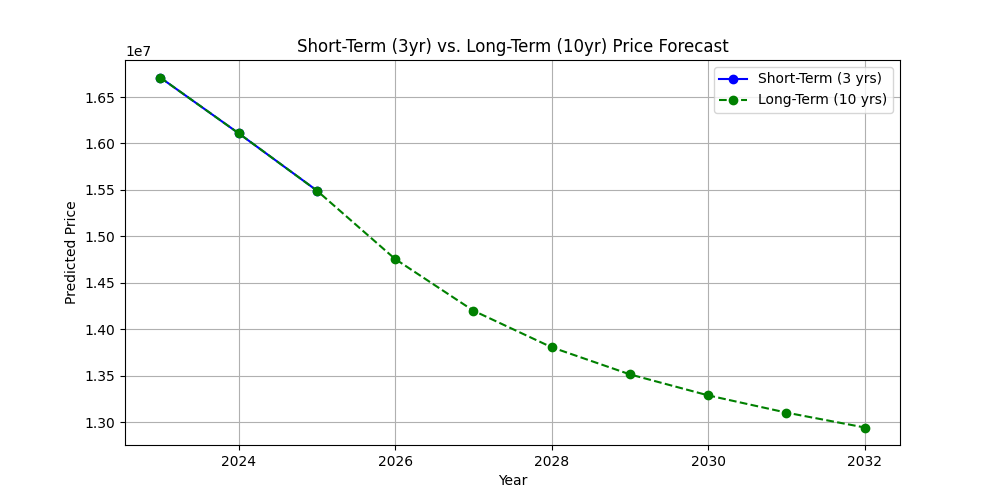 Short-Term (3yr) vs. Long-Term (10yr) Price Forecast
1e7
Short-Term (3 yrs)
Long-Term (10 yrs)
1.65
1.60
1.55
1.50
1.45
1.40
1.35
1.30
Predicted Price
2024 2026 2028 2030 2032
Year